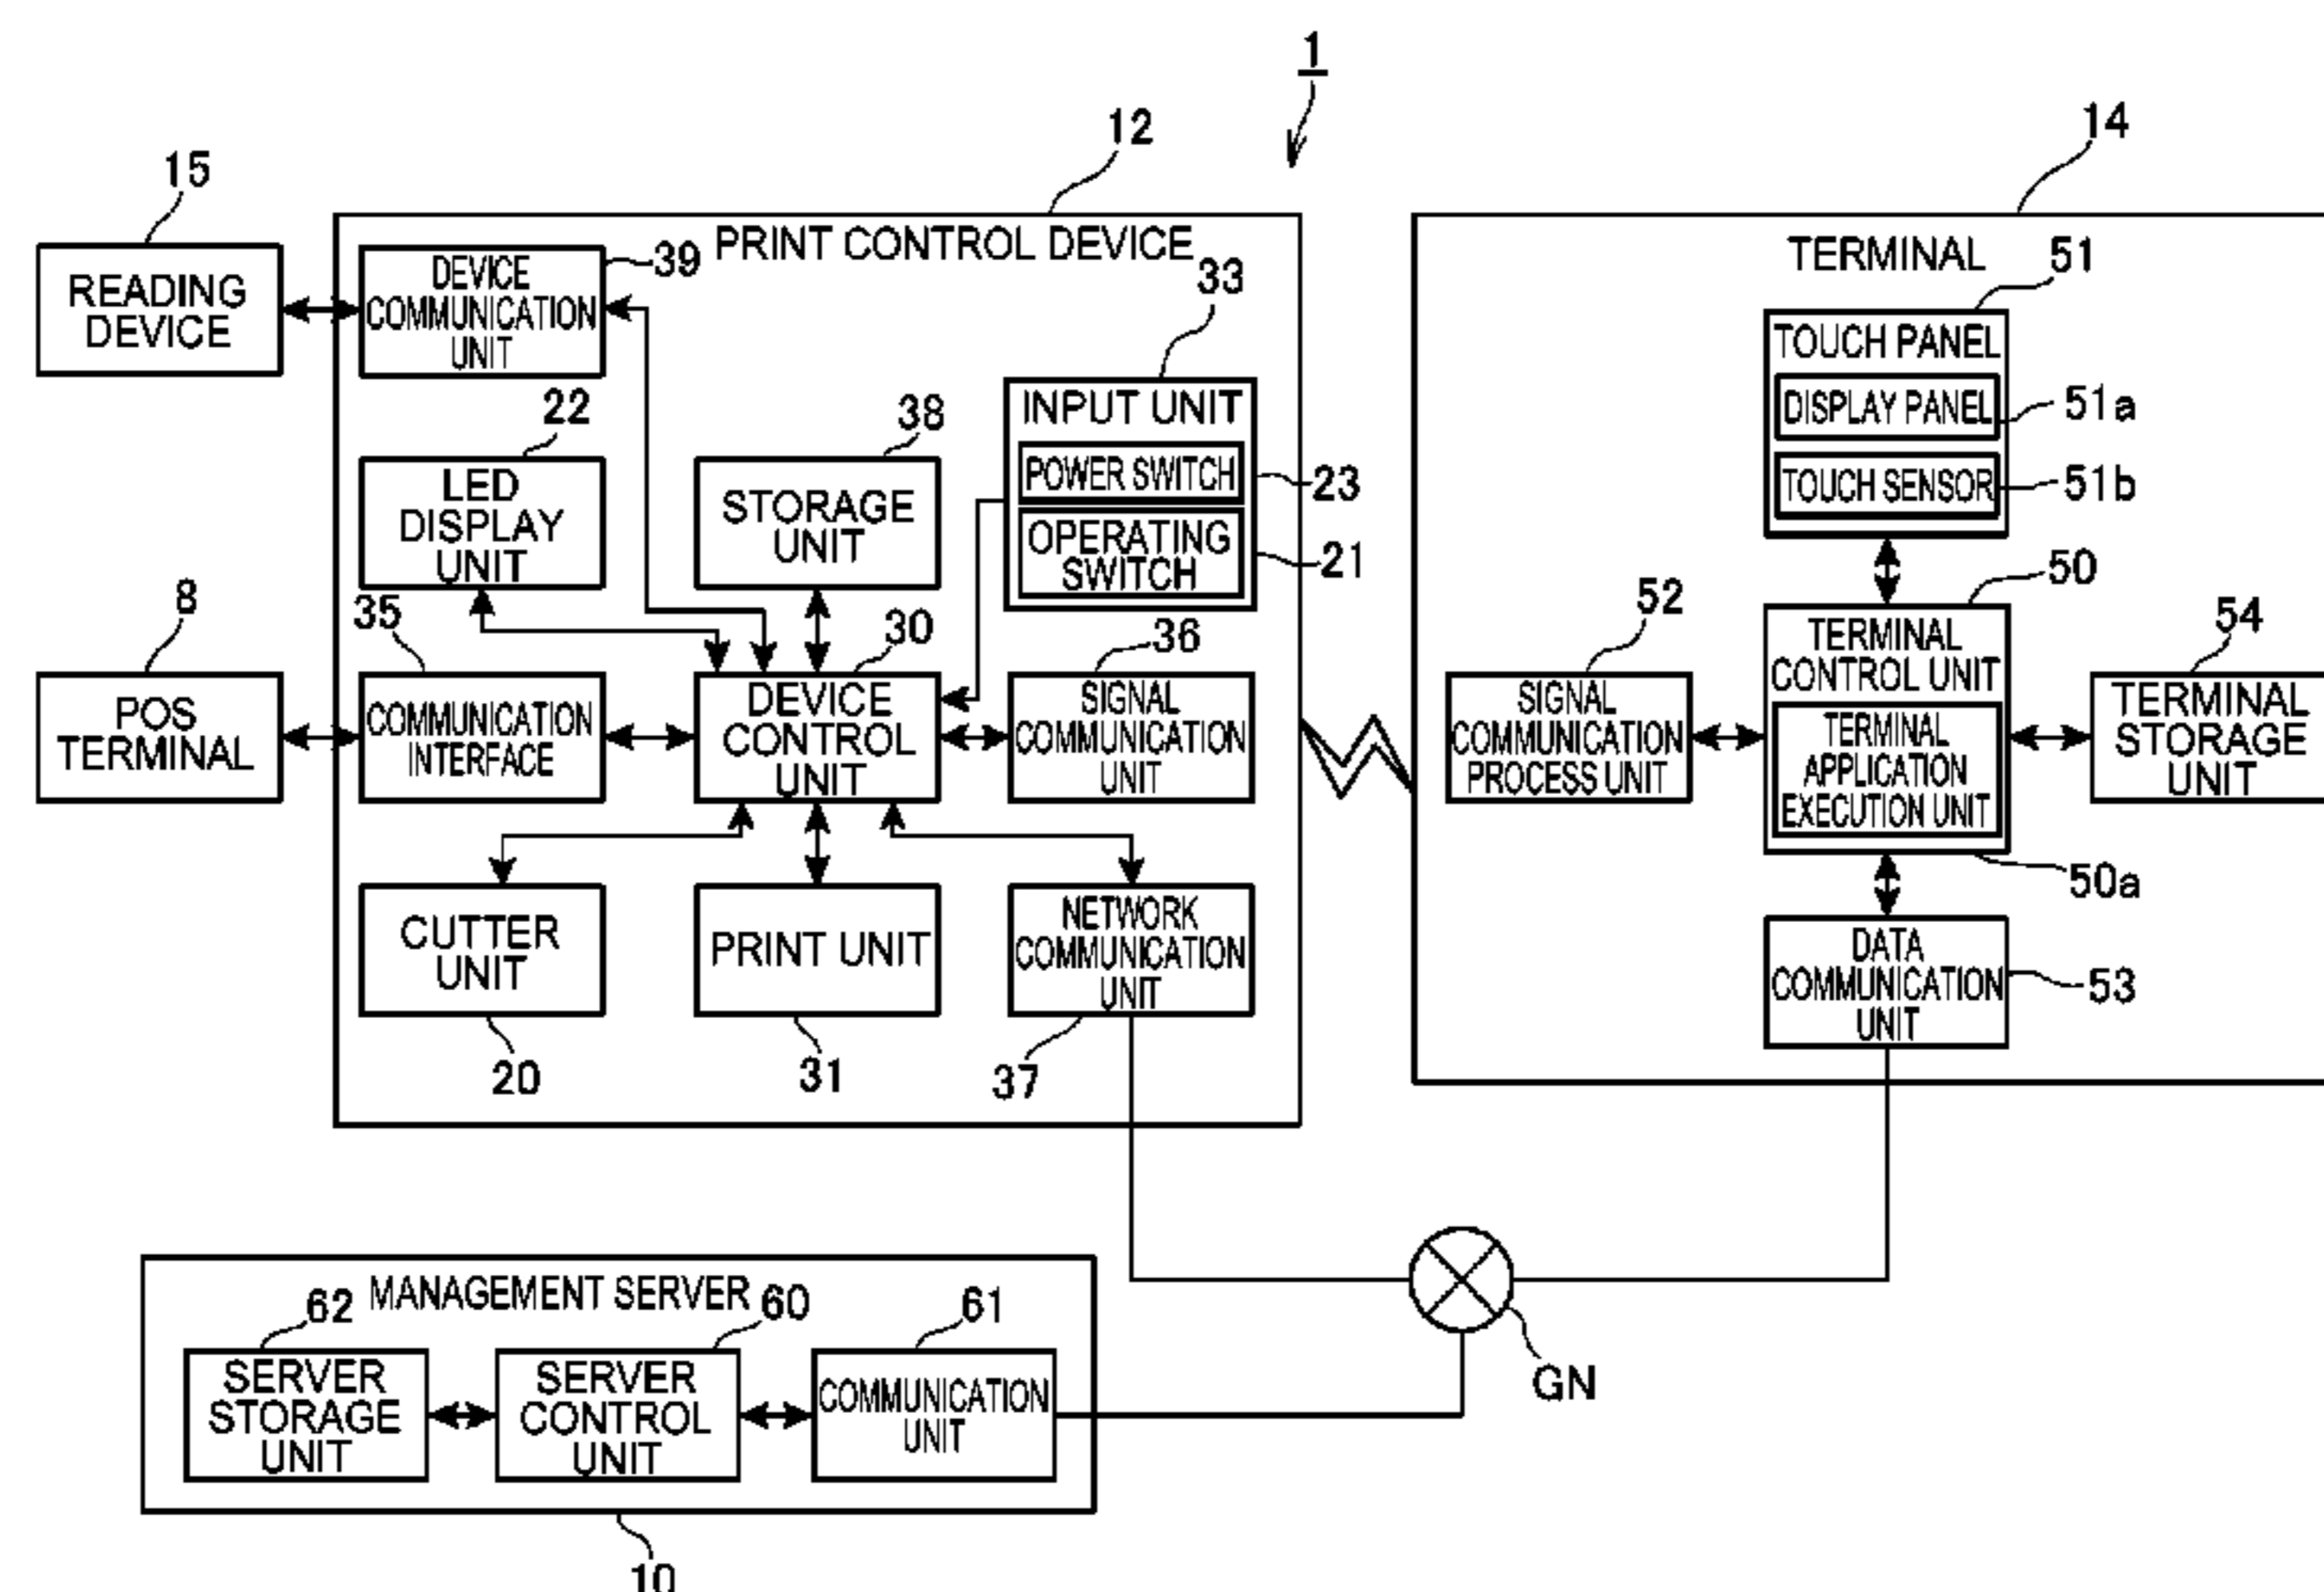 1
12
14
15
PRINT CONTROL DEVICE
39
33
READING
DEVICE
DEVICE
COMMUNICATION
UNIT
22
38
INPUT UNIT
POWER SWITCH
23
OPERATING
SWITCH
21
LED
DISPLAY
UNIT
STORAGE
UNIT
8
35
30
36
POS
TERMINAL
COMMUNICATION
INTERFACE
DEVICE
CONTROL
UNIT
SIGNAL
COMMUNICATION
UNIT
CUTTER
UNIT
PRINT UNIT
NETWORK
COMMUNICATION
UNIT
20
31
37
TERMINAL
51
TOUCH PANEL
DISPLAY PANEL
51a
TOUCH SENSOR
51b
52
50
54
SIGNAL
COMMUNICATION
PROCESS UNIT
TERMINAL
CONTROL UNIT
TERMINAL
APPLICATION
EXECUTION UNIT
TERMINAL
STORAGE
UNIT
50a
DATA
COMMUNICATION
UNIT
53
GN
MANAGEMENT SERVER
62
60
61
SERVER
STORAGE
UNIT
SERVER
CONTROL
UNIT
COMMUNICATION
UNIT
10